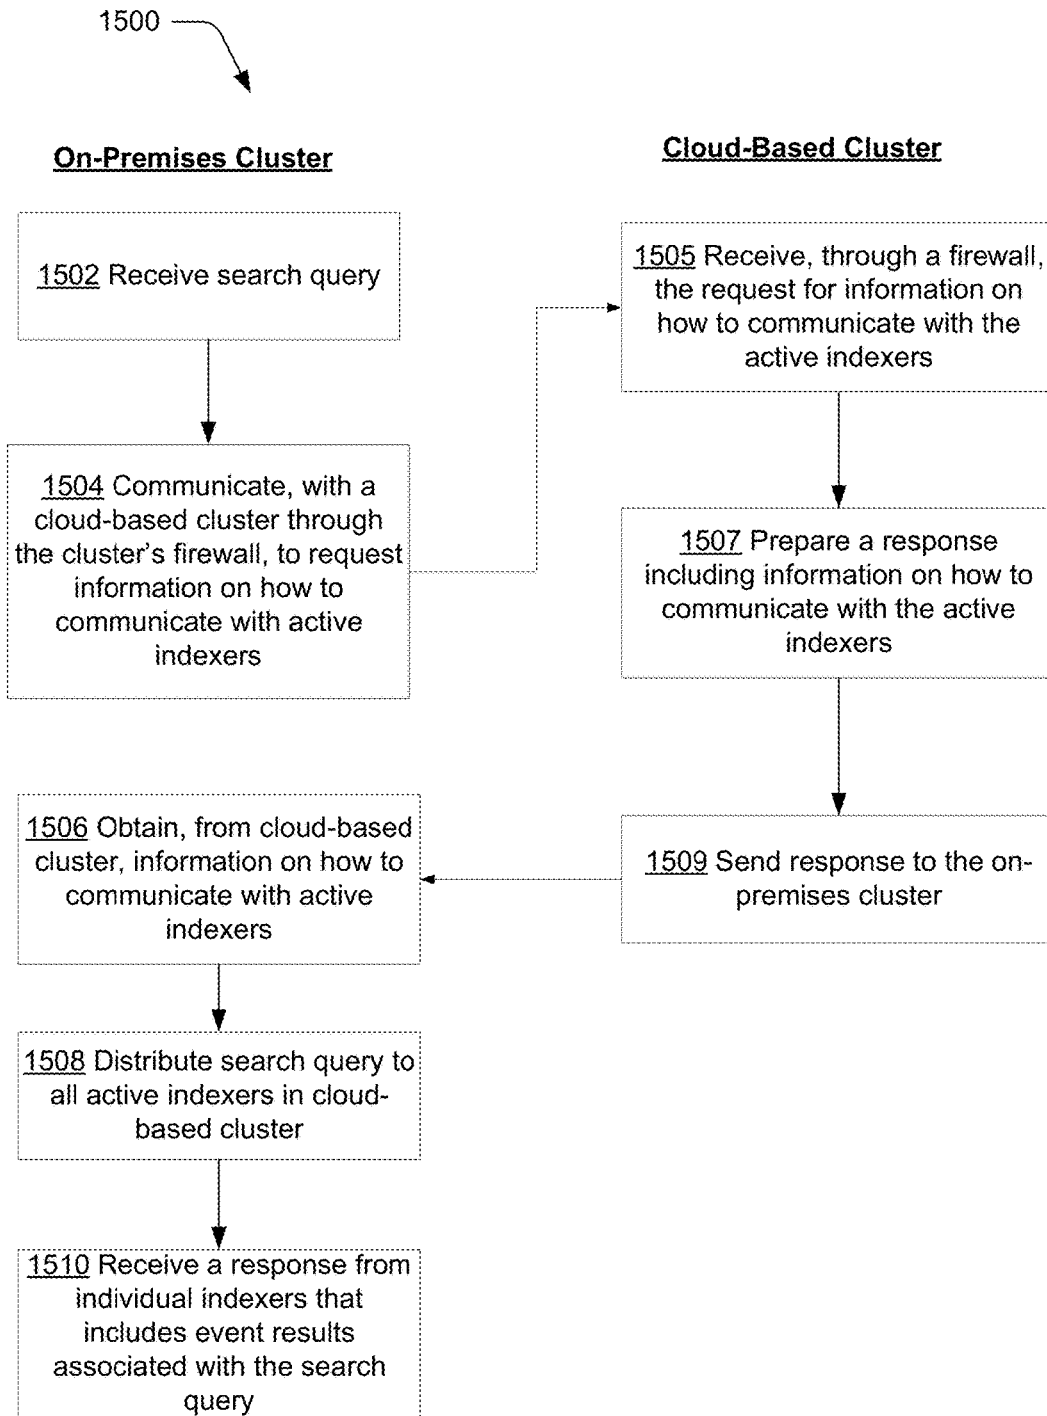 1500
On-Premises Cluster
Cloud-Based Cluster
1502 Receive search query
1504 Communicate, with a
cloud-based cluster through
the cluster's firewall, to request
information on how to
communicate with active
indexers
1505 Receive, through a firewall,
the request for information on
how to communicate with the
active indexers
1507 Prepare a response
including information on how to
communicate with the active
indexers
1509 Send response to the on-
premises cluster
1506 Obtain, from cloud-based
cluster, information on how to
communicate with active
indexers
1508 Distribute search query to
all active indexers in cloud-
based cluster
1510 Receive a response from
individual indexers that
includes event results
associated with the search
query